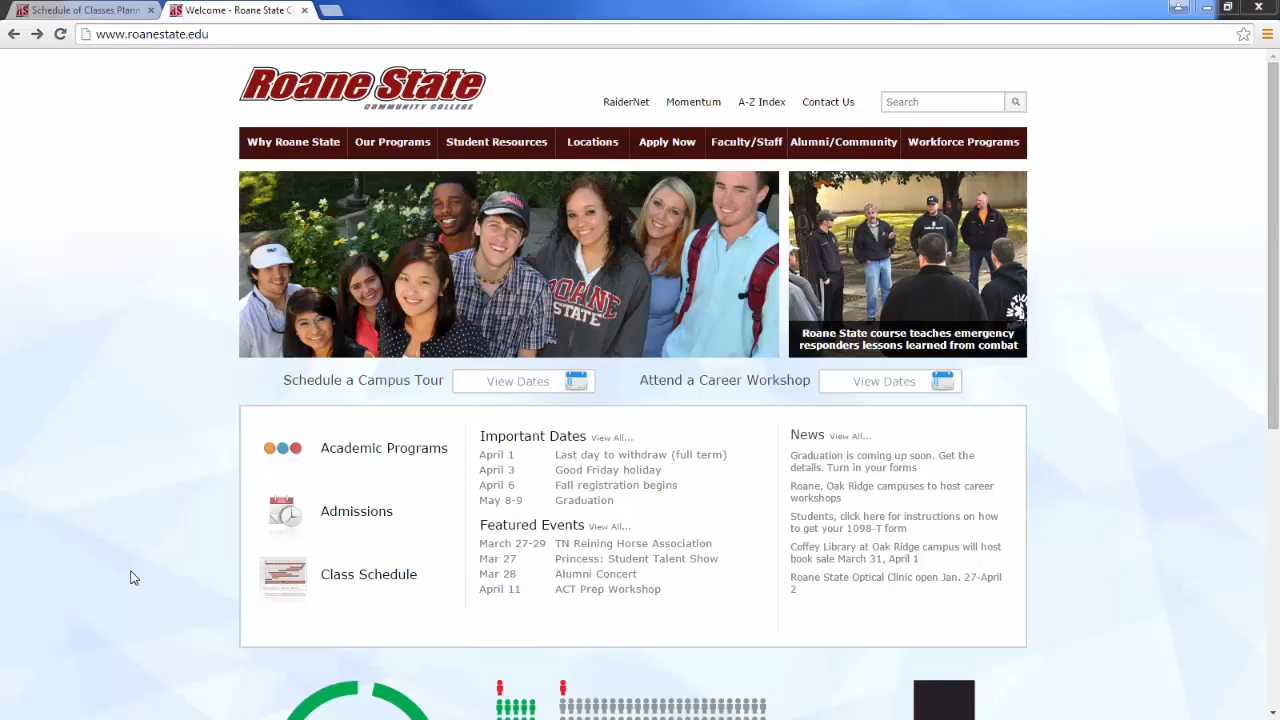 Schedule of Classes Plann
Welcome - Roane State C
www.roanestate.edu
Roane State
COMMUNITY COLLEGE
RaiderNet Momentum A-Z Index Contact Us Search
Why Roane State Our Programs Student Resources Locations Apply Now Faculty/Staff Alumni/Community Workforce Programs
ROANE
STATE
Roane State course teaches emergency
responders lessons learned from combat
Schedule a Campus Tour View Dates Attend a Career Workshop View Dates
Academic Programs
Admissions
Class Schedule
Important Dates View All...
April 1 Last day to withdraw (full term)
April 3 Good Friday holiday
April 6 Fall registration begins
May 8-9 Graduation
Featured Events View All...
March 27-29 TN Reining Horse Association
Mar 27 Princess: Student Talent Show
Mar 28 Alumni Concert
April 11 ACT Prep Workshop
News View All...
Graduation is coming up soon. Get the
details. Turn in your forms
Roane, Oak Ridge campuses to host career
workshops
Students, click here for instructions on how
to get your 1098-T form
Coffey Library at Oak Ridge campus will host
book sale March 31, April 1
Roane State Optical Clinic open Jan. 27-April
2